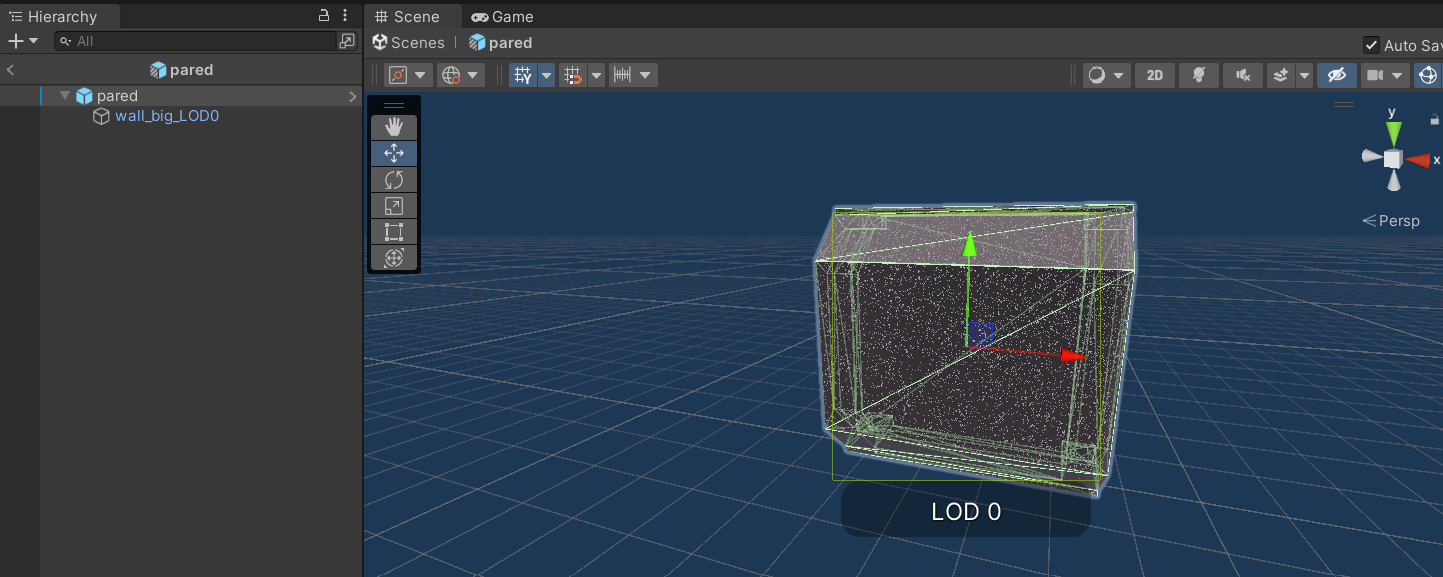 Hierarchy
Scene
Game
All
Scenes
pared
Auto Sav
pared
2D
pared
wall_big_LOD0
y
x
Persp
LOD 0